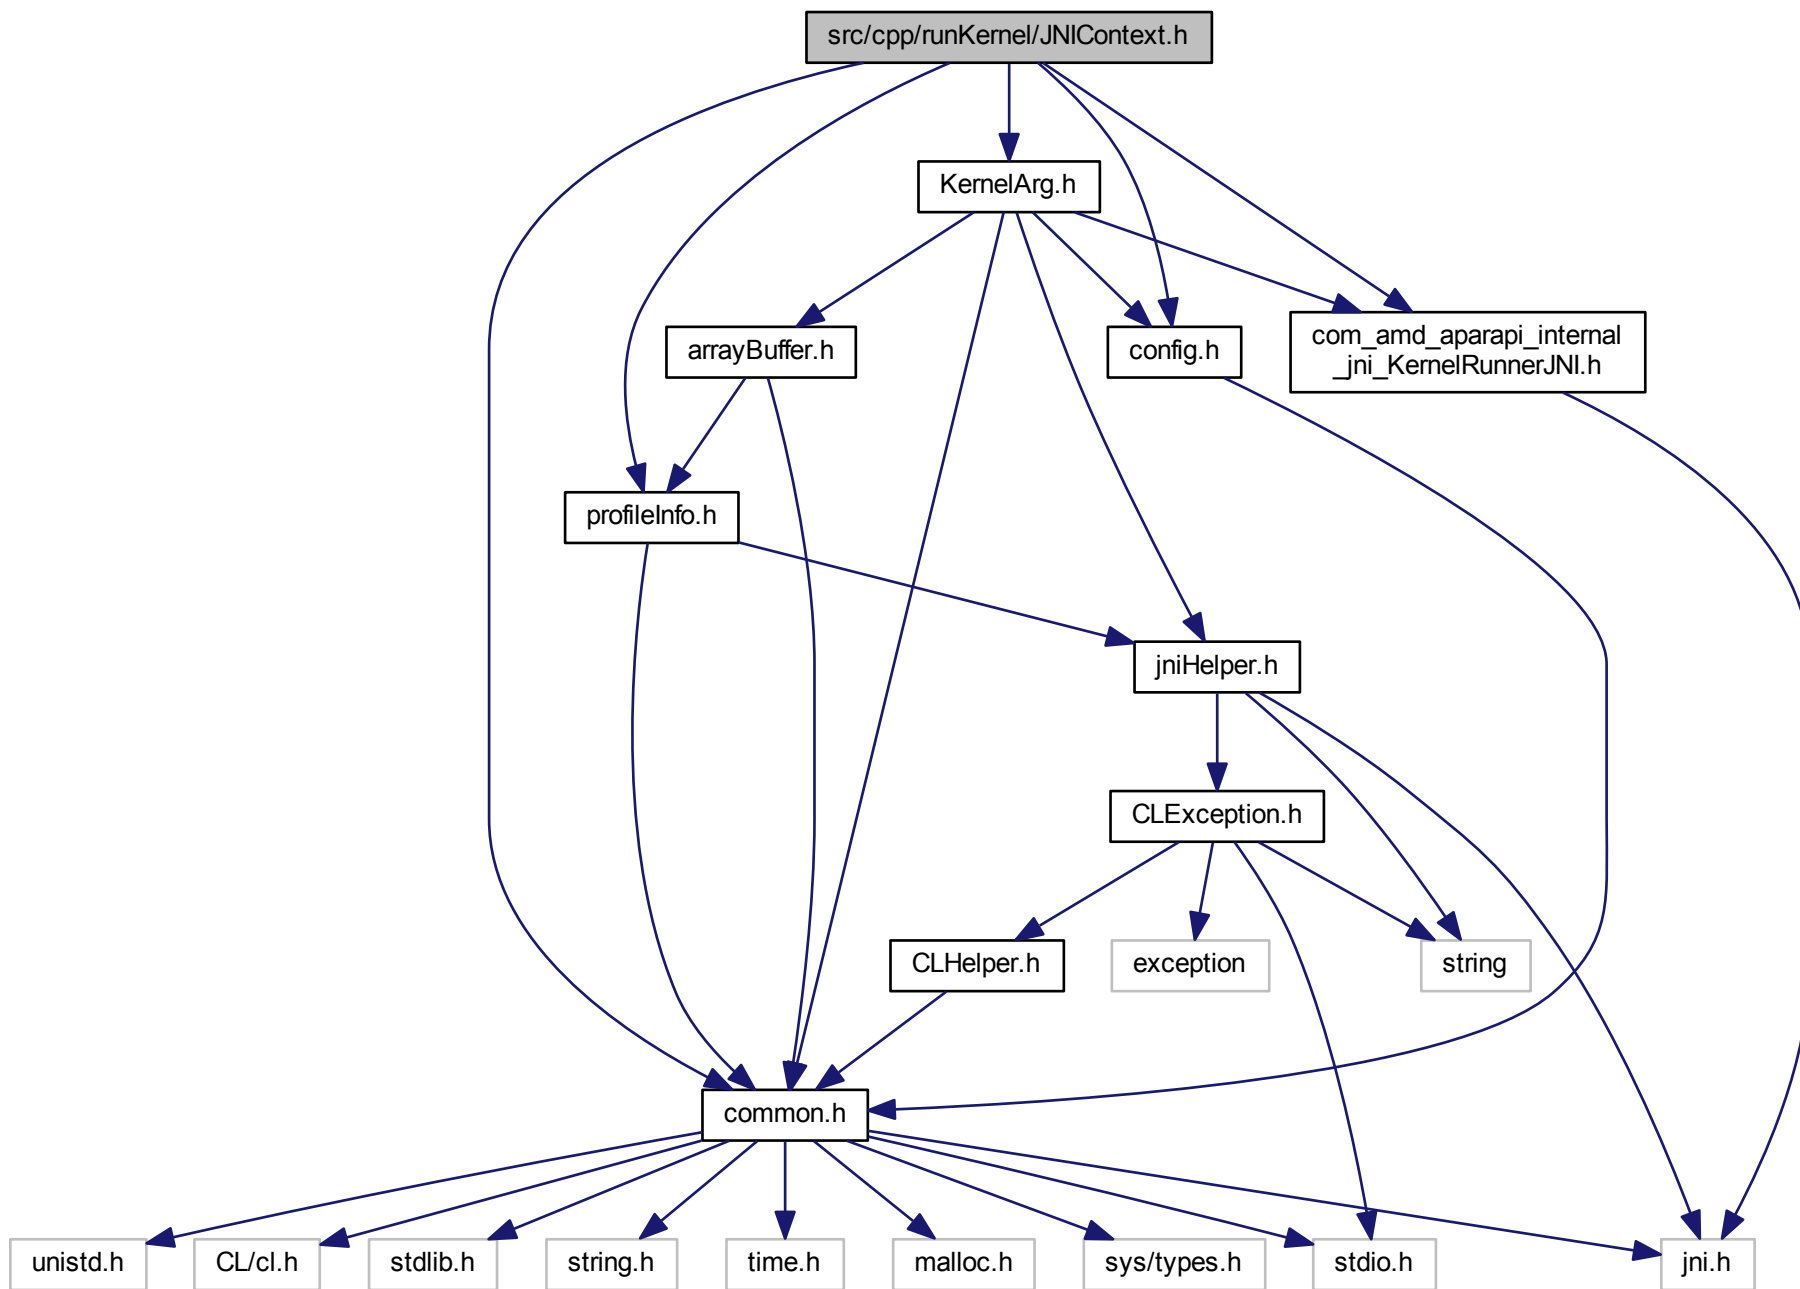 src/cpp/runKernel/JNIContext.h
KernelArg.h
arrayBuffer.h
config.h
com_amd_aparapi_internal
_jni_KernelRunnerJNI.h
profileInfo.h
jniHelper.h
CLException.h
CLHelper.h
exception
string
common.h
unistd.h
CL/cl.h
stdlib.h
string.h
time.h
malloc.h
sys/types.h
stdio.h
jni.h